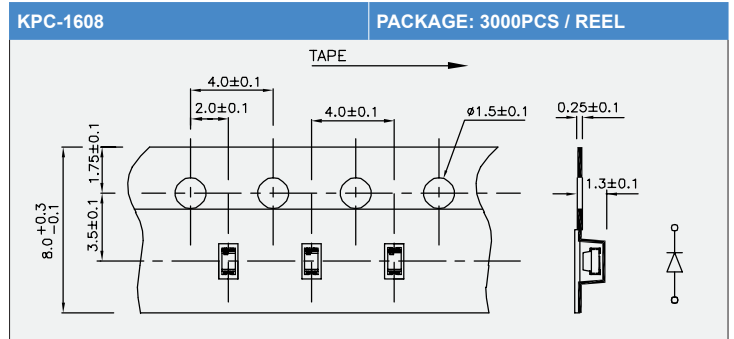 KPC-1608
PACKAGE: 3000PCS / REEL
TAPE
4.0±0.1
2.0±0.1
4.0±0.1
ø1.5±0.1
0.25±0.1
1.75±0.1
1.3±0.1
3.5±0.1
8.0 +0.3
-0.1